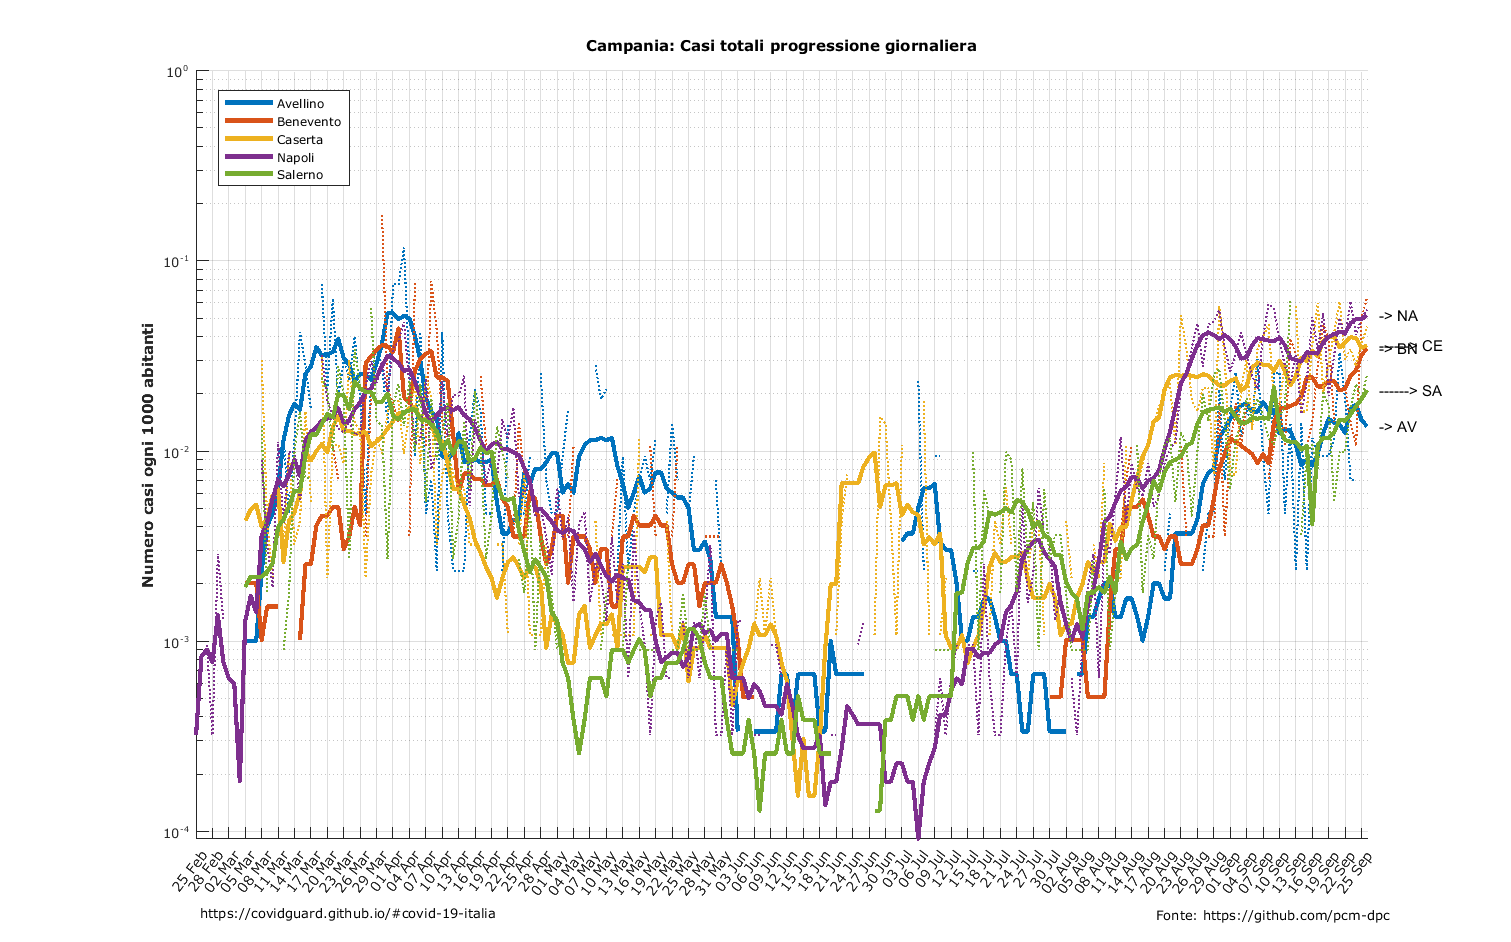 Campania: Casi totali progressione giornaliera
Numero casi ogni 1000 abitanti
10^0
10^-1
10^-2
10^-3
10^-4
Avellino
Benevento
Caserta
Napoli
Salerno
-> NA
-----> CE
-> BN
------> SA
-> AV
25 Feb
28 Feb
02 Mar
05 Mar
08 Mar
11 Mar
14 Mar
17 Mar
20 Mar
23 Mar
26 Mar
29 Mar
01 Apr
04 Apr
07 Apr
10 Apr
13 Apr
16 Apr
19 Apr
22 Apr
25 Apr
28 Apr
01 May
04 May
07 May
10 May
13 May
16 May
19 May
22 May
25 May
28 May
31 May
03 Jun
06 Jun
09 Jun
12 Jun
15 Jun
18 Jun
21 Jun
24 Jun
27 Jun
30 Jun
03 Jul
06 Jul
09 Jul
12 Jul
15 Jul
18 Jul
21 Jul
24 Jul
27 Jul
30 Jul
02 Aug
05 Aug
08 Aug
11 Aug
14 Aug
17 Aug
20 Aug
23 Aug
26 Aug
29 Aug
01 Sep
04 Sep
07 Sep
10 Sep
13 Sep
16 Sep
19 Sep
22 Sep
25 Sep
https://covidguard.github.io/#covid-19-italia
Fonte: https://github.com/pcm-dpc